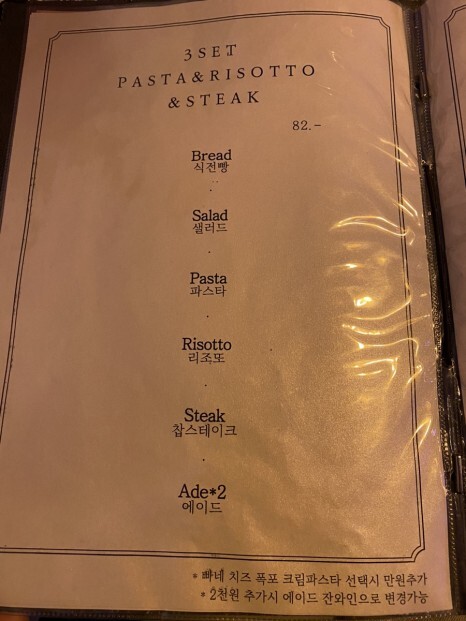 3SET
PASTA&RISOTTO
&STEAK
82.-
Bread
식전빵
Salad
샐러드
Pasta
파스타
Risotto
리조또
Steak
찹스테이크
Ade*2
에이드
* 빠네 치즈 폭포 크림파스타 선택시 만원추가
* 2천원 추가시 에이드 잔와인으로 변경가능